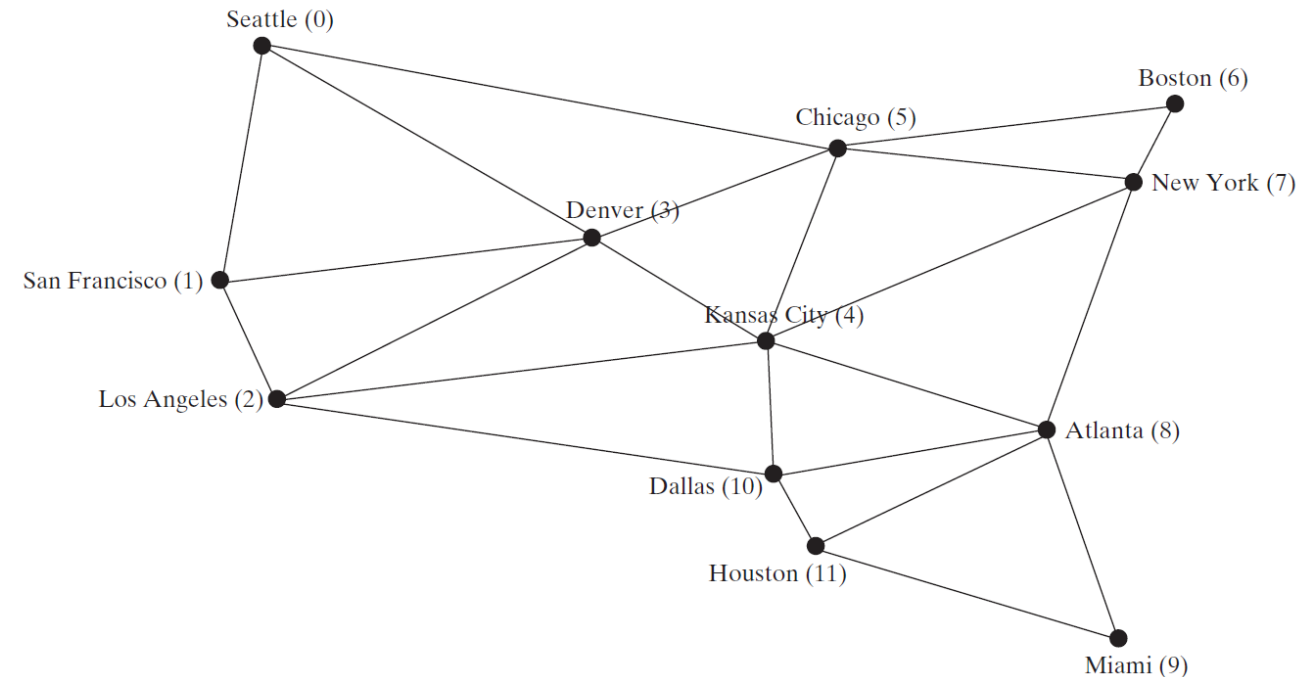 Seattle (0)
Boston (6)
Chicago (5)
New York (7)
Denver (3)
San Francisco (1)
Kansas City (4)
Los Angeles (2)
Atlanta (8)
Dallas (10)
Houston (11)
Miami (9)